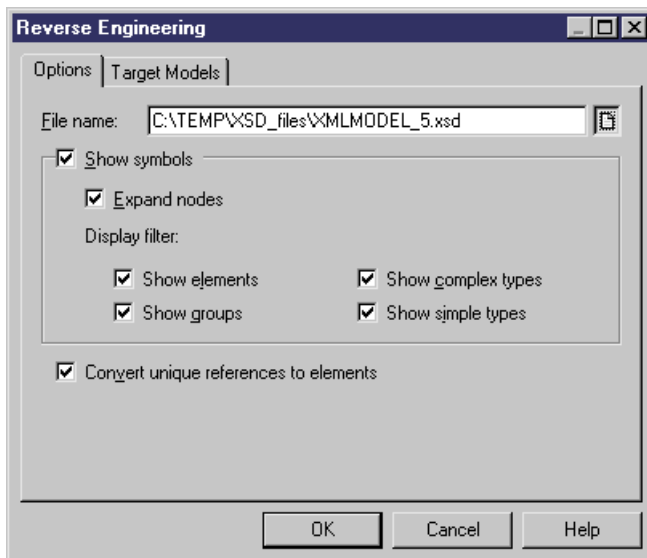 Reverse Engineering
Options Target Models
File name: C:\TEMP\XSD_files\XMLMODEL_5.xsd
Show symbols
Expand nodes
Display filter:
Show elements Show complex types
Show groups Show simple types
Convert unique references to elements
OK Cancel Help